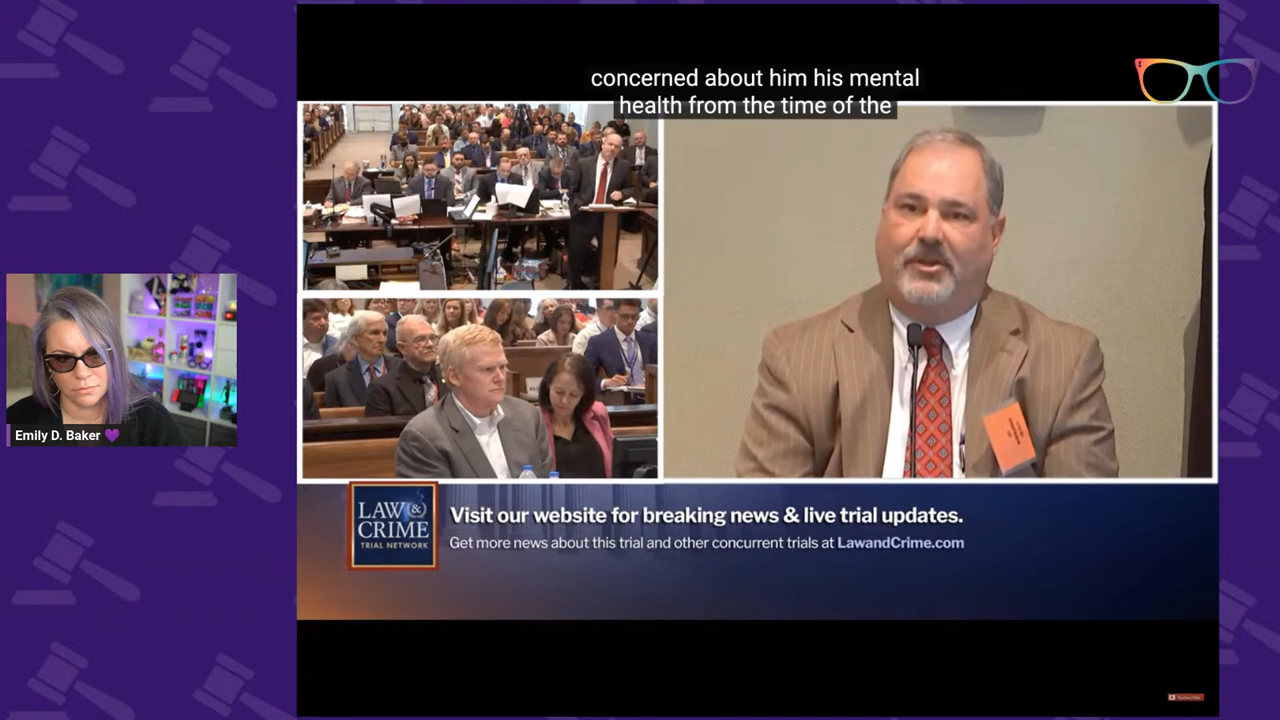 concerned about him his mental
health from the time of the
Emily D. Baker 💜
LAW &
CRIME
TRIAL NETWORK
Visit our website for breaking news & live trial updates.
Get more news about this trial and other concurrent trials at LawandCrime.com
Subscribe